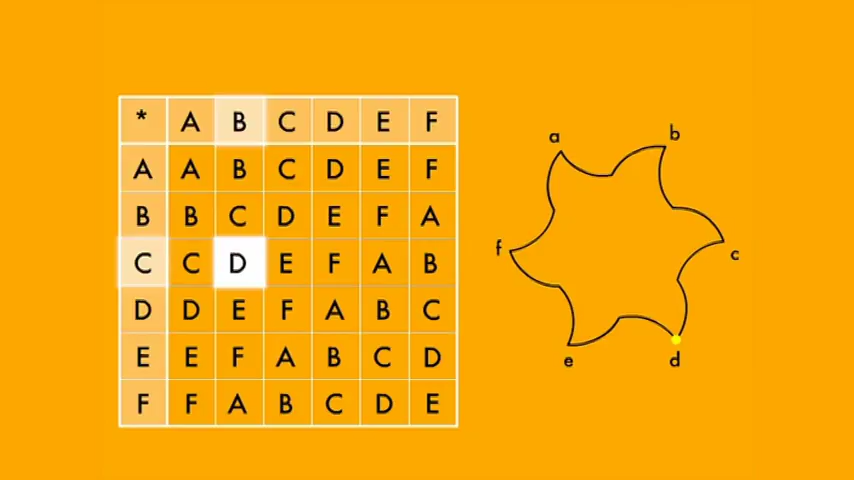 * A B C D E F
A A B C D E F
B B C D E F A
C C D E F A B
D D E F A B C
E E F A B C D
F F A B C D E
a b
f c
e d